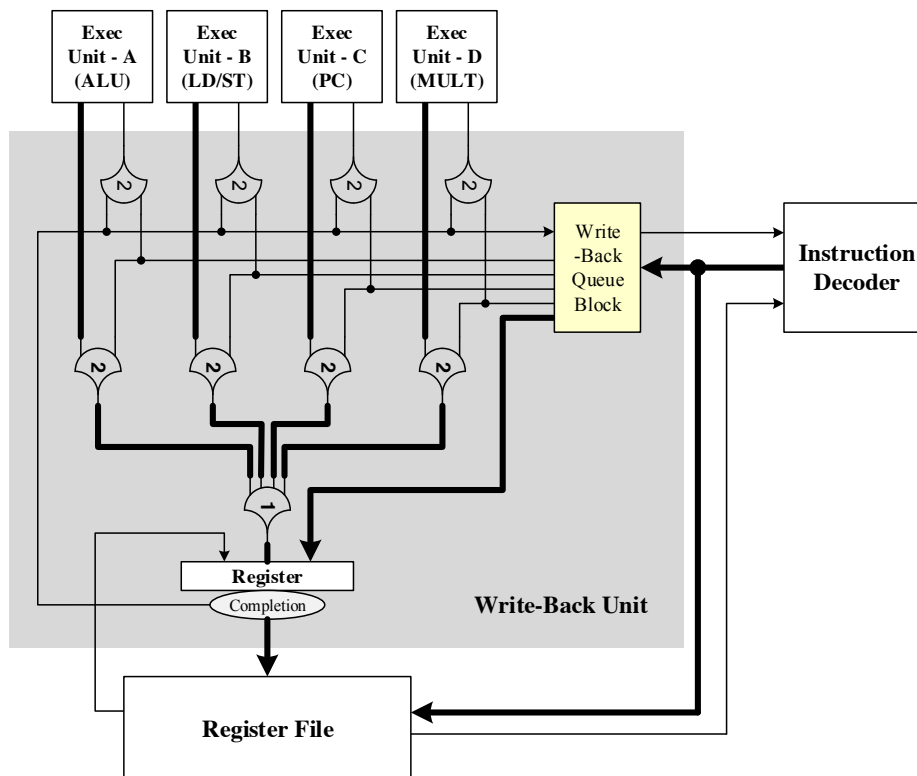 Exec
Unit - A
(ALU)
Exec
Unit - B
(LD/ST)
Exec
Unit - C
(PC)
Exec
Unit - D
(MULT)
2
2
2
2
Write
-Back
Queue
Block
Instruction
Decoder
2
2
2
2
1
Register
Completion
Write-Back Unit
Register File